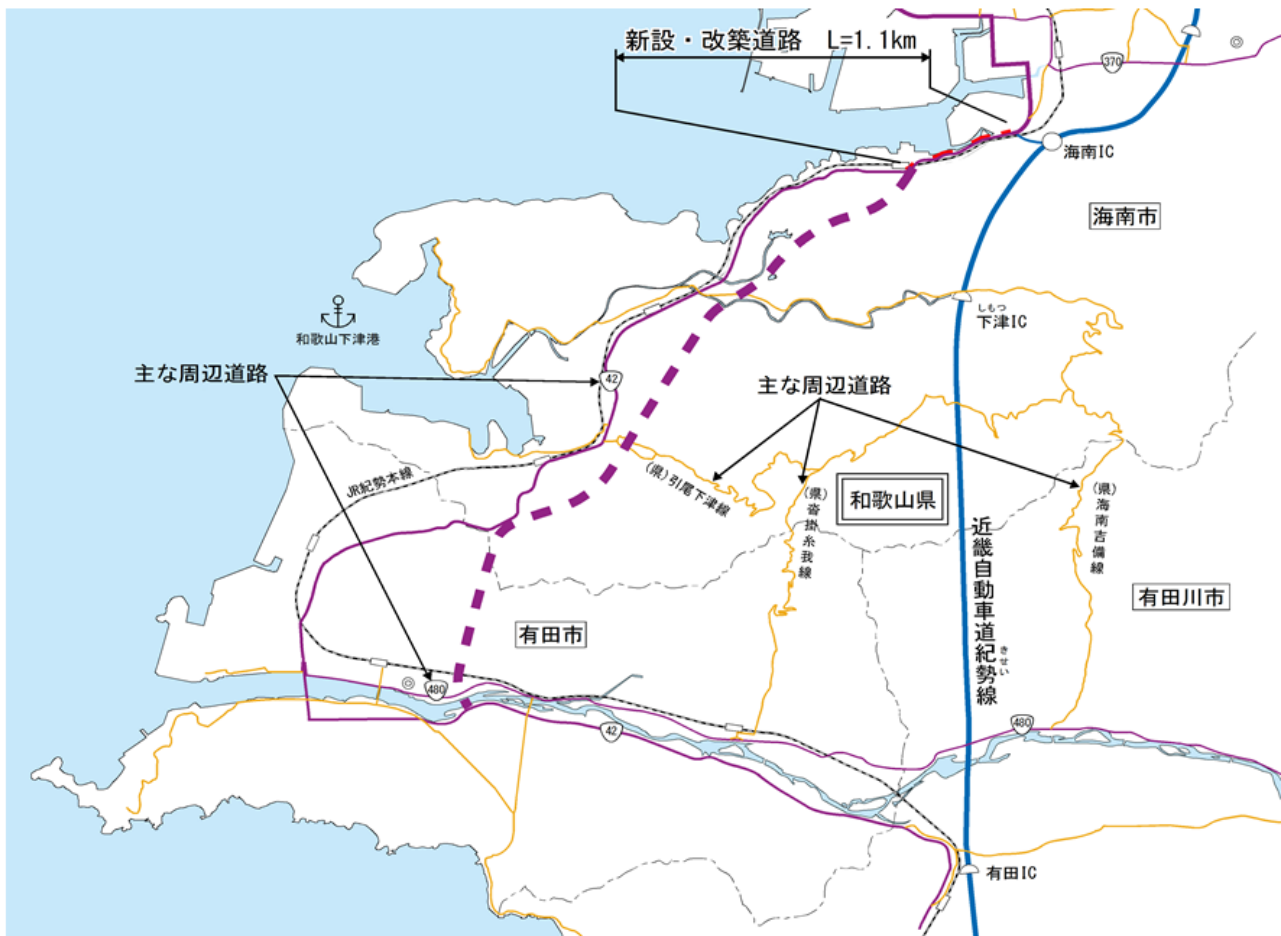 新設・改築道路 L=1.1km
370
海南IC
海南市
しもつ
下津IC
和歌山下津港
主な周辺道路
42
主な周辺道路
JR紀勢本線
(県)引尾下津線
(県)沓掛糸我線
和歌山県
(県)海南吉備線
近畿自動車道紀勢線
きせい
有田川市
有田市
480
42
480
有田IC